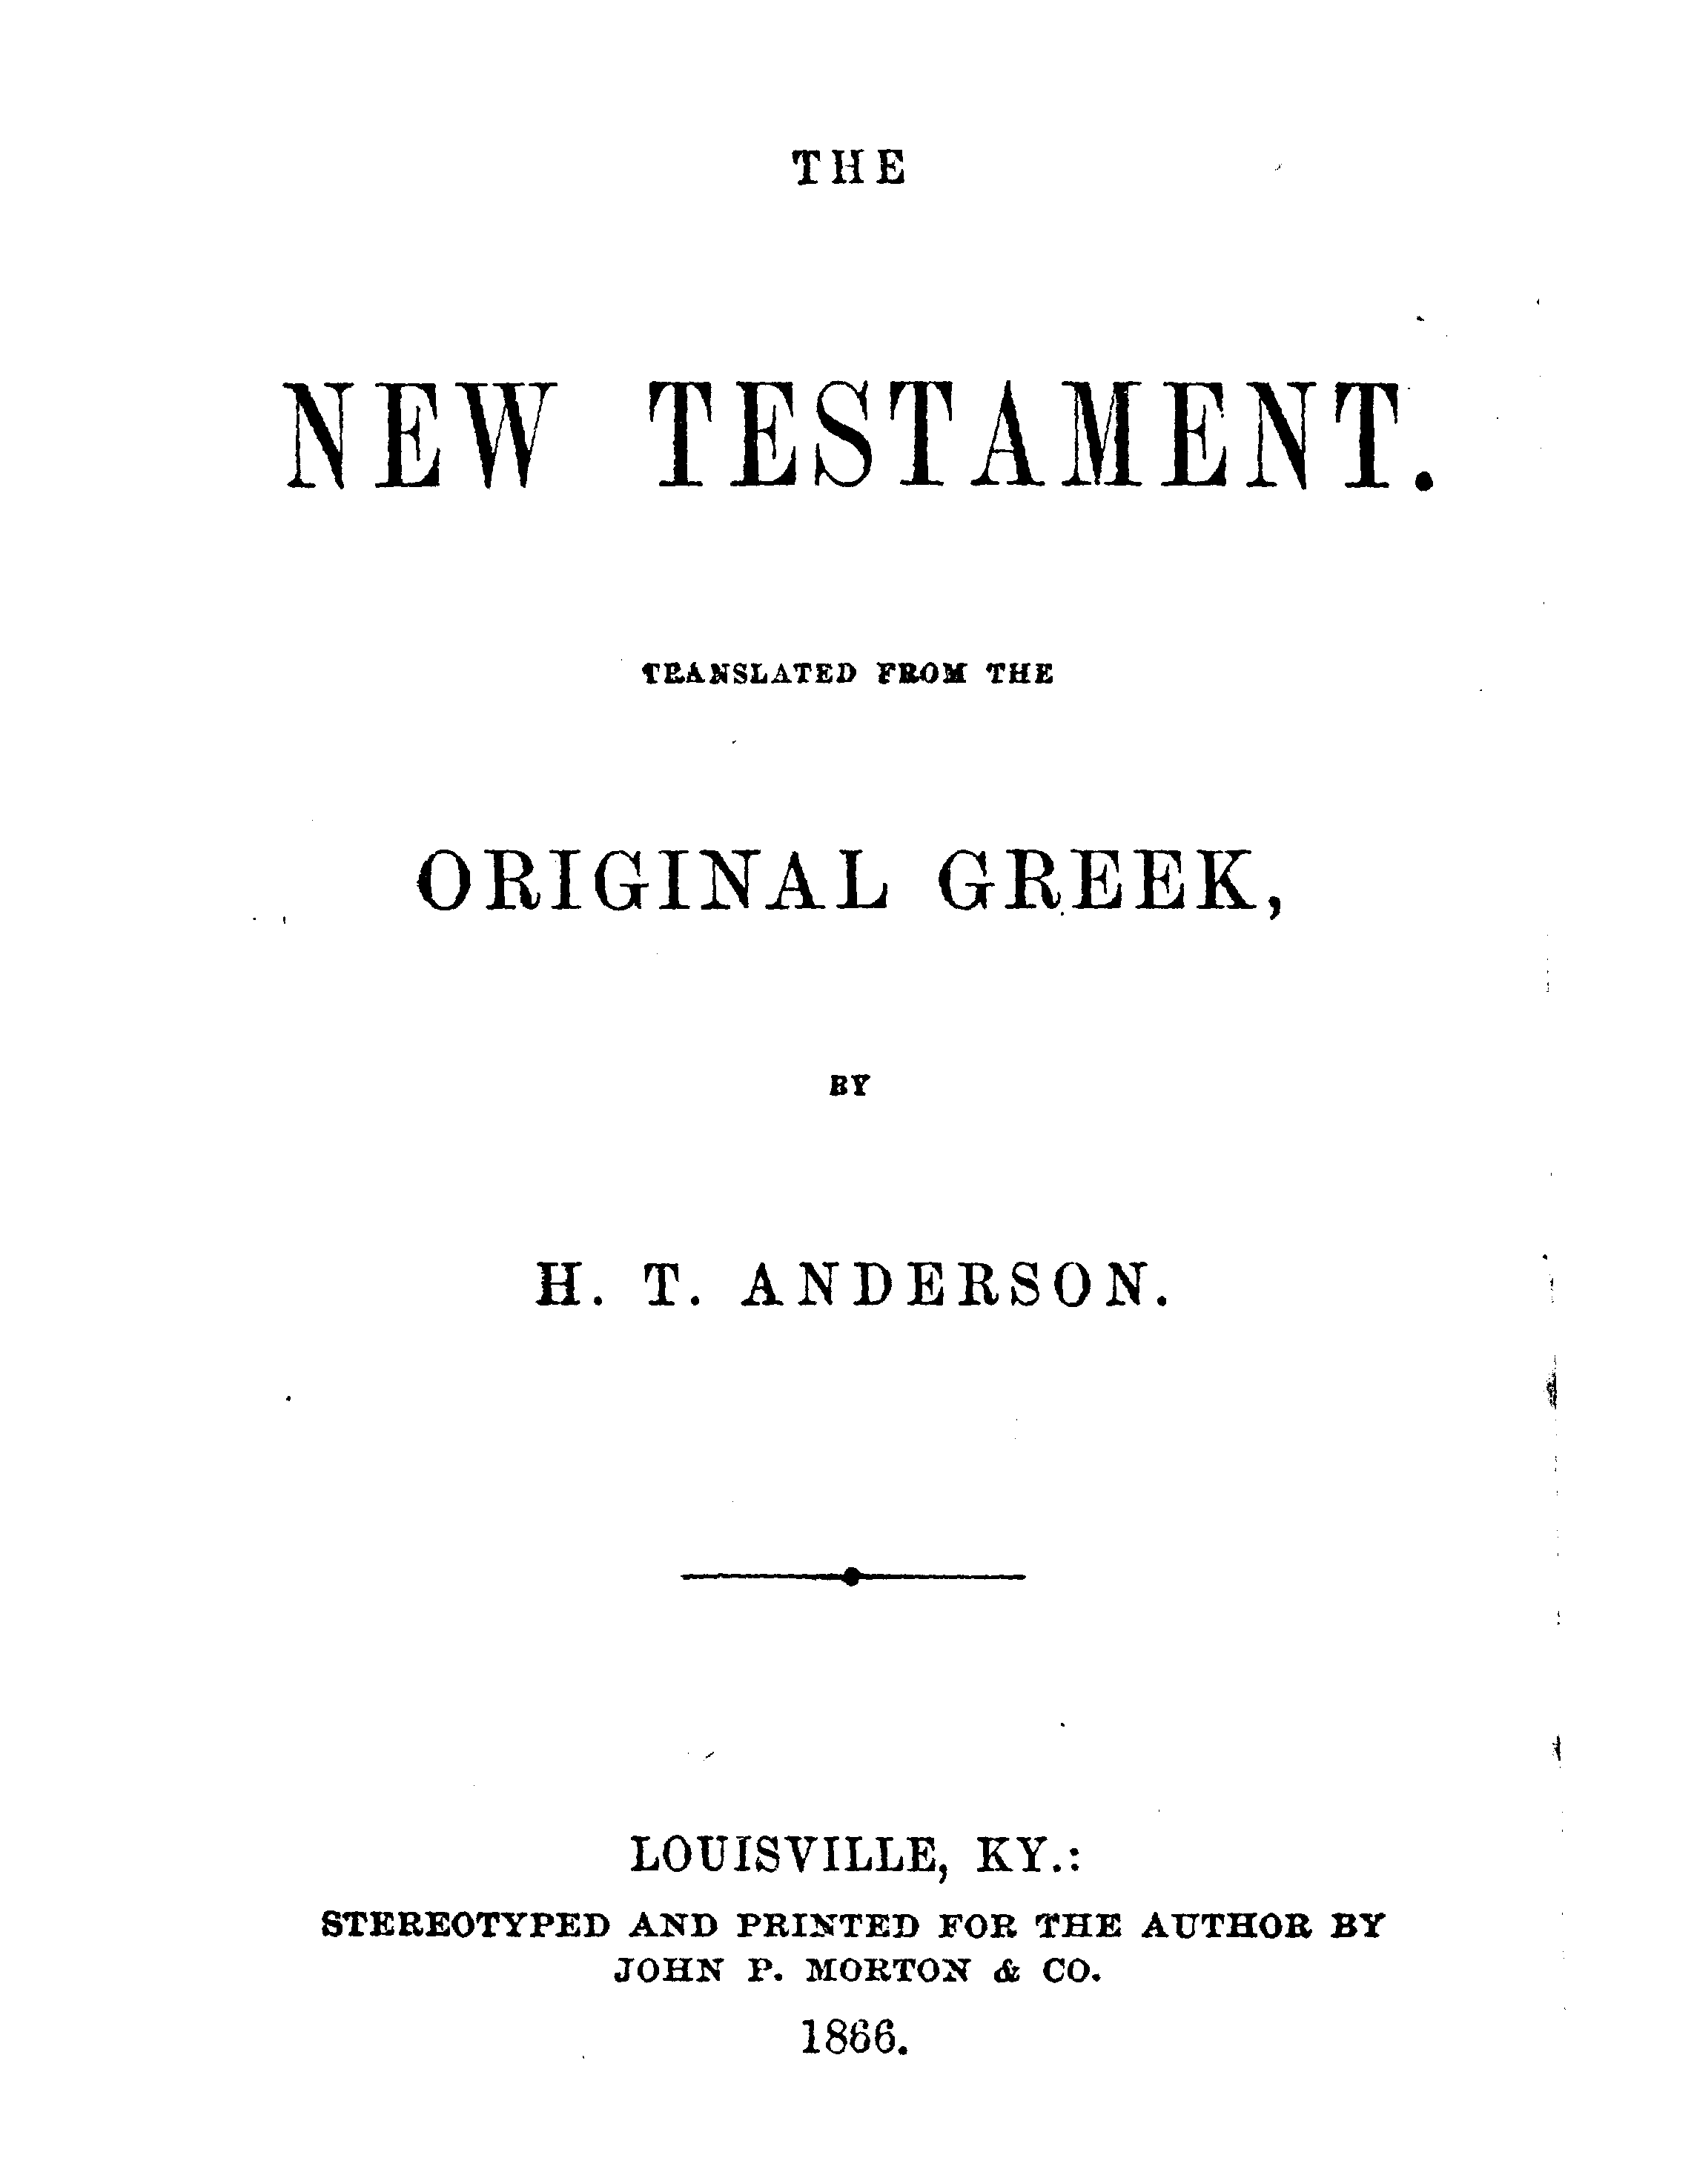 THE
NEW TESTAMENT.
TRANSLATED FROM THE
ORIGINAL GREEK,
BY
H. T. ANDERSON.
LOUISVILLE, KY.:
STEREOTYPED AND PRINTED FOR THE AUTHOR BY
JOHN P. MORTON & CO.
1866.